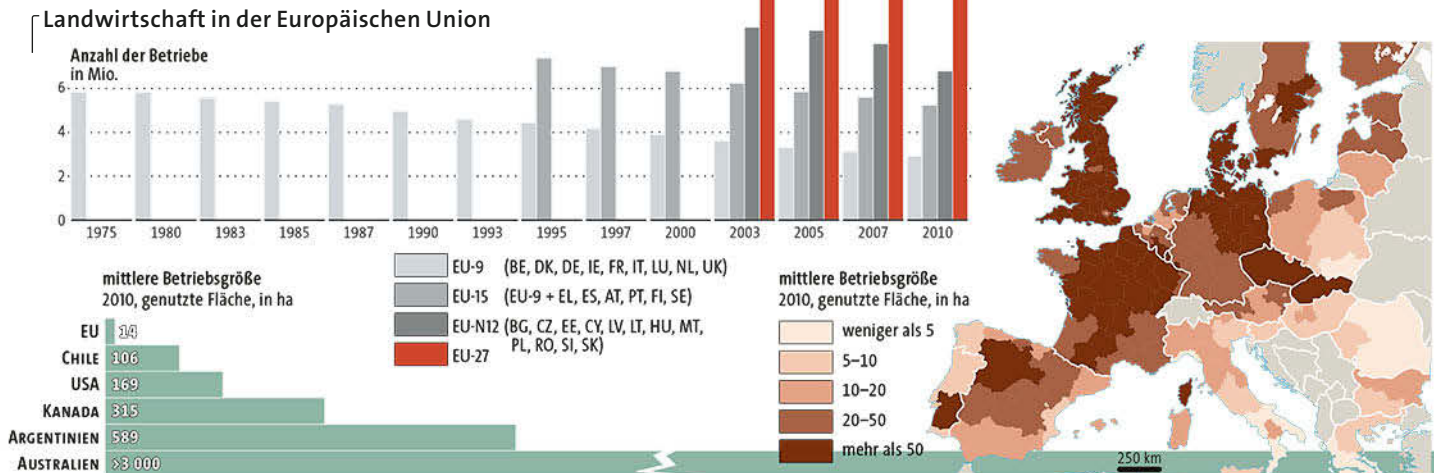 Landwirtschaft in der Europäischen Union
Anzahl der Betriebe
in Mio.
6
4
2
0
1975 1980 1983 1985 1987 1990 1993 1995 1997 2000 2003 2005 2007 2010
EU-9 (BE, DK, DE, IE, FR, IT, LU, NL, UK)
EU-15 (EU-9 + EL, ES, AT, PT, FI, SE)
EU-N12 (BG, CZ, EE, CY, LV, LT, HU, MT,
PL, RO, SI, SK)
EU-27
mittlere Betriebsgröße
2010, genutzte Fläche, in ha
EU 14
CHILE 106
USA 169
KANADA 315
ARGENTINIEN 589
AUSTRALIEN >3 000
mittlere Betriebsgröße
2010, genutzte Fläche, in ha
weniger als 5
5–10
10–20
20–50
mehr als 50
250 km